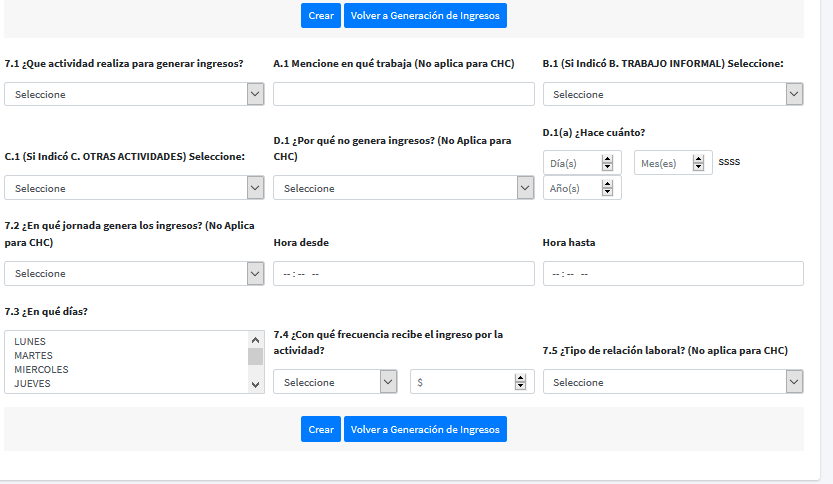 Crear Volver a Generación de Ingresos
7.1 ¿Que actividad realiza para generar ingresos?
Seleccione
A.1 Mencione en qué trabaja (No aplica para CHC)
B.1 (Si Indicó B. TRABAJO INFORMAL) Seleccione:
Seleccione
C.1 (Si Indicó C. OTRAS ACTIVIDADES) Seleccione:
Seleccione
D.1 ¿Por qué no genera ingresos? (No Aplica para
CHC)
Seleccione
D.1(a) ¿Hace cuánto?
Día(s) Mes(es) ssss
Año(s)
7.2 ¿En qué jornada genera los ingresos? (No Aplica
para CHC)
Seleccione
Hora desde
-- : -- --
Hora hasta
-- : -- --
7.3 ¿En qué días?
LUNES
MARTES
MIERCOLES
JUEVES
7.4 ¿Con qué frecuencia recibe el ingreso por la
actividad?
Seleccione $
7.5 ¿Tipo de relación laboral? (No aplica para CHC)
Seleccione
Crear Volver a Generación de Ingresos